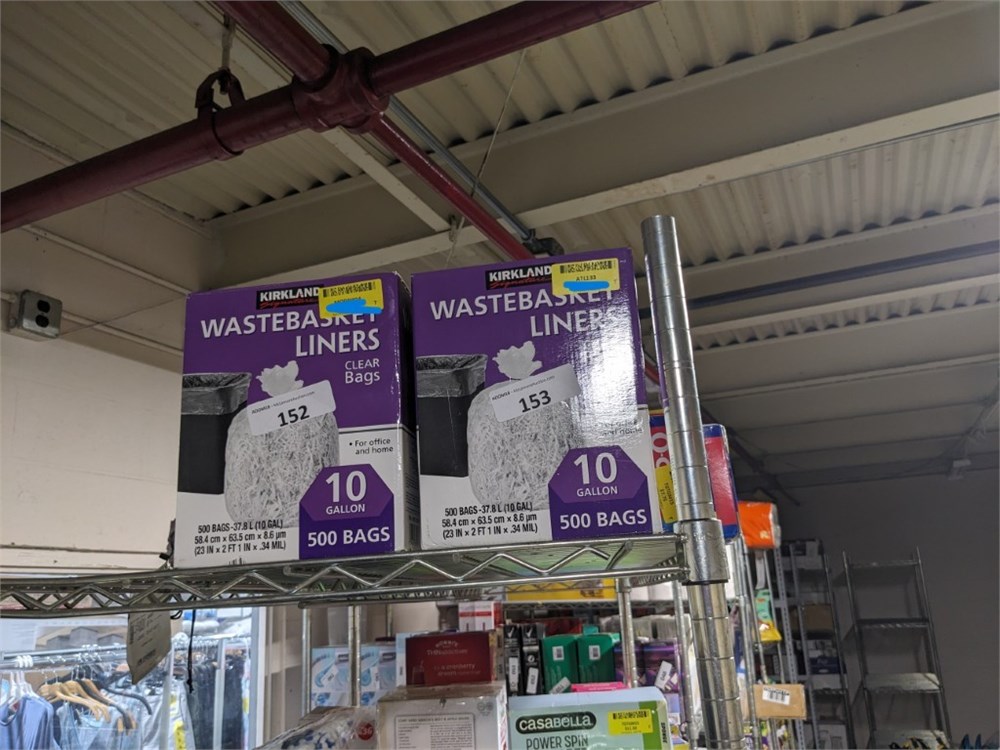 KIRKLAND
Signature
WASTEBASKET
LINERS
CLEAR
Bags
152
• For office
and home
10
GALLON
500 BAGS
500 BAGS-37.8 L (10 GAL)
58.4 cm x 63.5 cm x 8.6 µm
(23 IN x 2 FT 1 IN x .34 MIL)
KIRKLAND
Signature
WASTEBASKET
LINERS
153
10
GALLON
500 BAGS
500 BAGS-37.8 L (10 GAL)
58.4 cm x 63.5 cm x 8.6 µm
(23 IN x 2 FT 1 IN x .34 MIL)
casabella
POWER SPIN